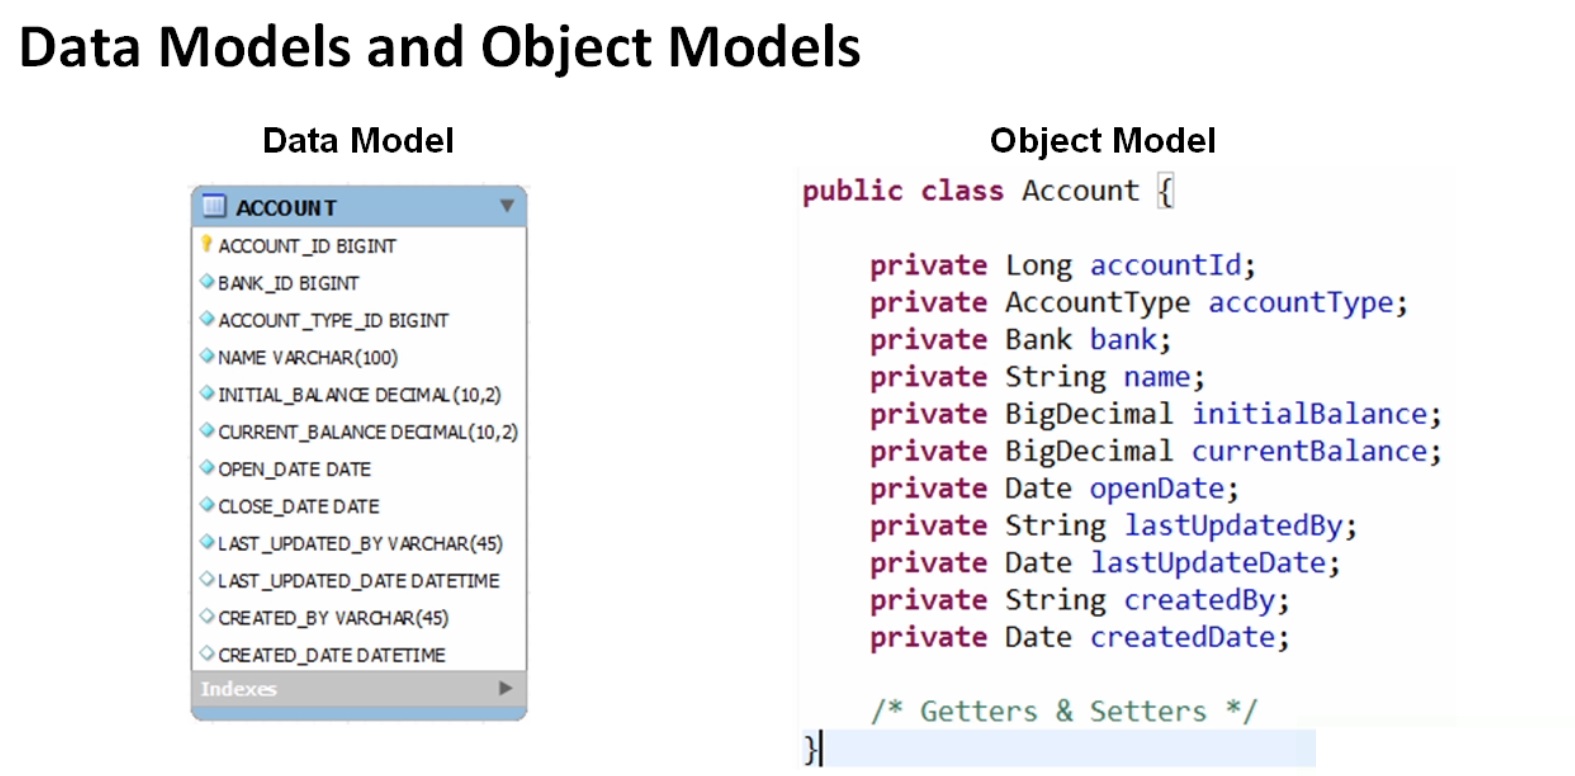 Data Models and Object Models
Data Model
ACCOUNT
ACCOUNT_ID BIGINT
BANK_ID BIGINT
ACCOUNT_TYPE_ID BIGINT
NAME VARCHAR(100)
INITIAL_BALANCE DECIMAL(10,2)
CURRENT_BALANCE DECIMAL(10,2)
OPEN_DATE DATE
CLOSE_DATE DATE
LAST_UPDATED_BY VARCHAR(45)
LAST_UPDATED_DATE DATETIME
CREATED_BY VARCHAR(45)
CREATED_DATE DATETIME
Indexes
Object Model
public class Account {
private Long accountId;
private AccountType accountType;
private Bank bank;
private String name;
private BigDecimal initialBalance;
private BigDecimal currentBalance;
private Date openDate;
private String lastUpdatedBy;
private Date lastUpdateDate;
private String createdBy;
private Date createdDate;
/* Getters & Setters */
}